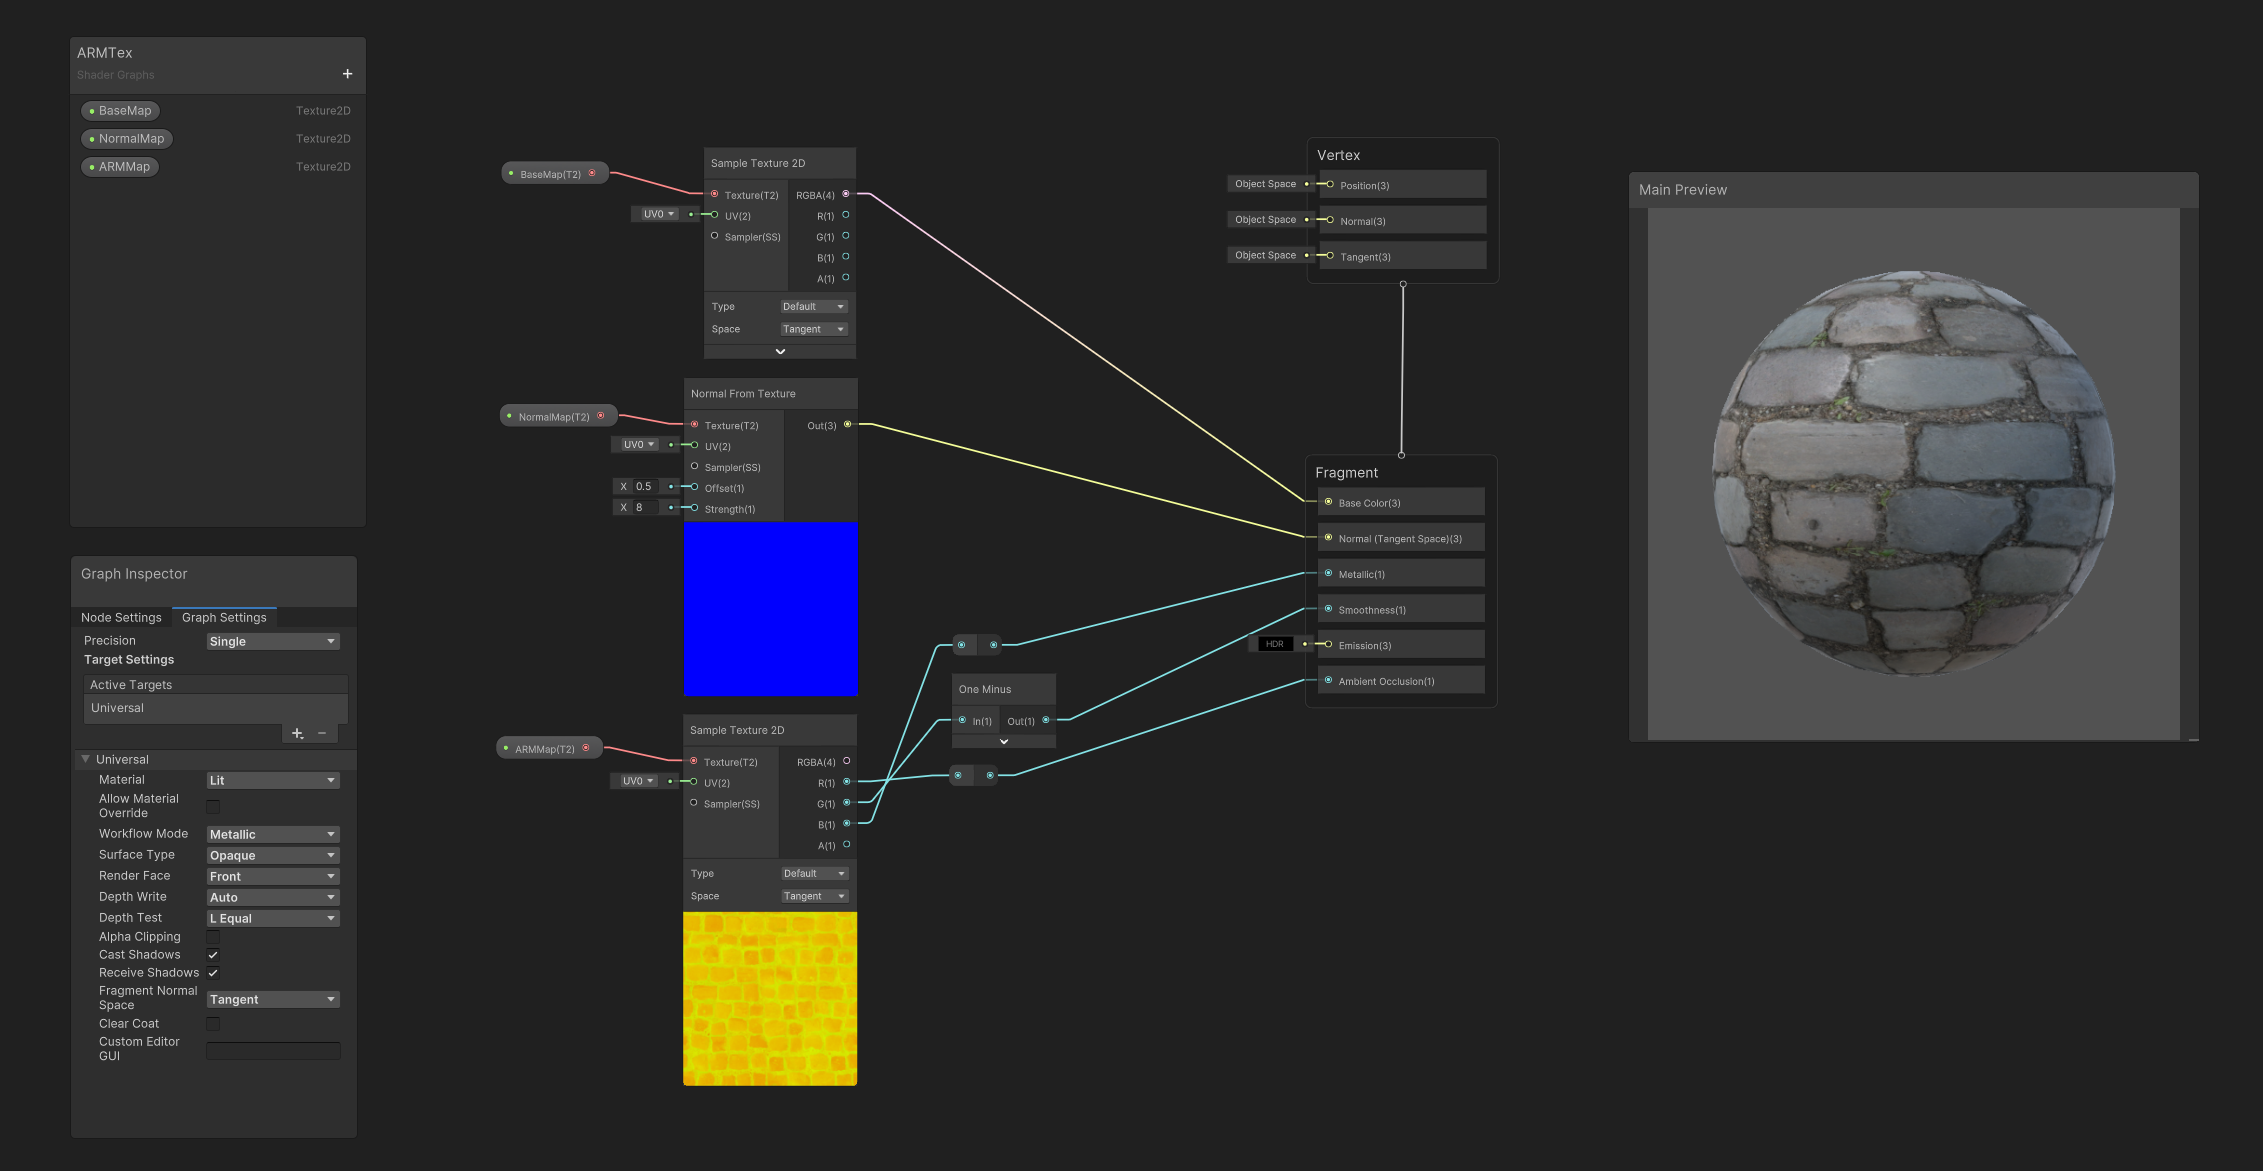 ARMTex
Shader Graphs
+
BaseMap Texture2D
NormalMap Texture2D
ARMMap Texture2D
Graph Inspector
Node Settings Graph Settings
Precision Single
Target Settings
Active Targets
Universal
Universal
Material Lit
Allow Material
Override
Workflow Mode Metallic
Surface Type Opaque
Render Face Front
Depth Write Auto
Depth Test L Equal
Alpha Clipping
Cast Shadows
Receive Shadows
Fragment Normal
Space Tangent
Clear Coat
Custom Editor
GUI
BaseMap(T2)
Sample Texture 2D
Texture(T2) RGBA(4)
UV0 UV(2) R(1)
Sampler(SS) G(1)
B(1)
A(1)
Type Default
Space Tangent
NormalMap(T2)
Normal From Texture
Texture(T2) Out(3)
UV0 UV(2)
Sampler(SS)
X 0.5 Offset(1)
X 8 Strength(1)
ARMMap(T2)
Sample Texture 2D
Texture(T2) RGBA(4)
UV0 UV(2) R(1)
Sampler(SS) G(1)
B(1)
A(1)
Type Default
Space Tangent
One Minus
In(1) Out(1)
Vertex
Object Space Position(3)
Object Space Normal(3)
Object Space Tangent(3)
Fragment
Base Color(3)
Normal (Tangent Space)(3)
Metallic(1)
Smoothness(1)
HDR Emission(3)
Ambient Occlusion(1)
Main Preview